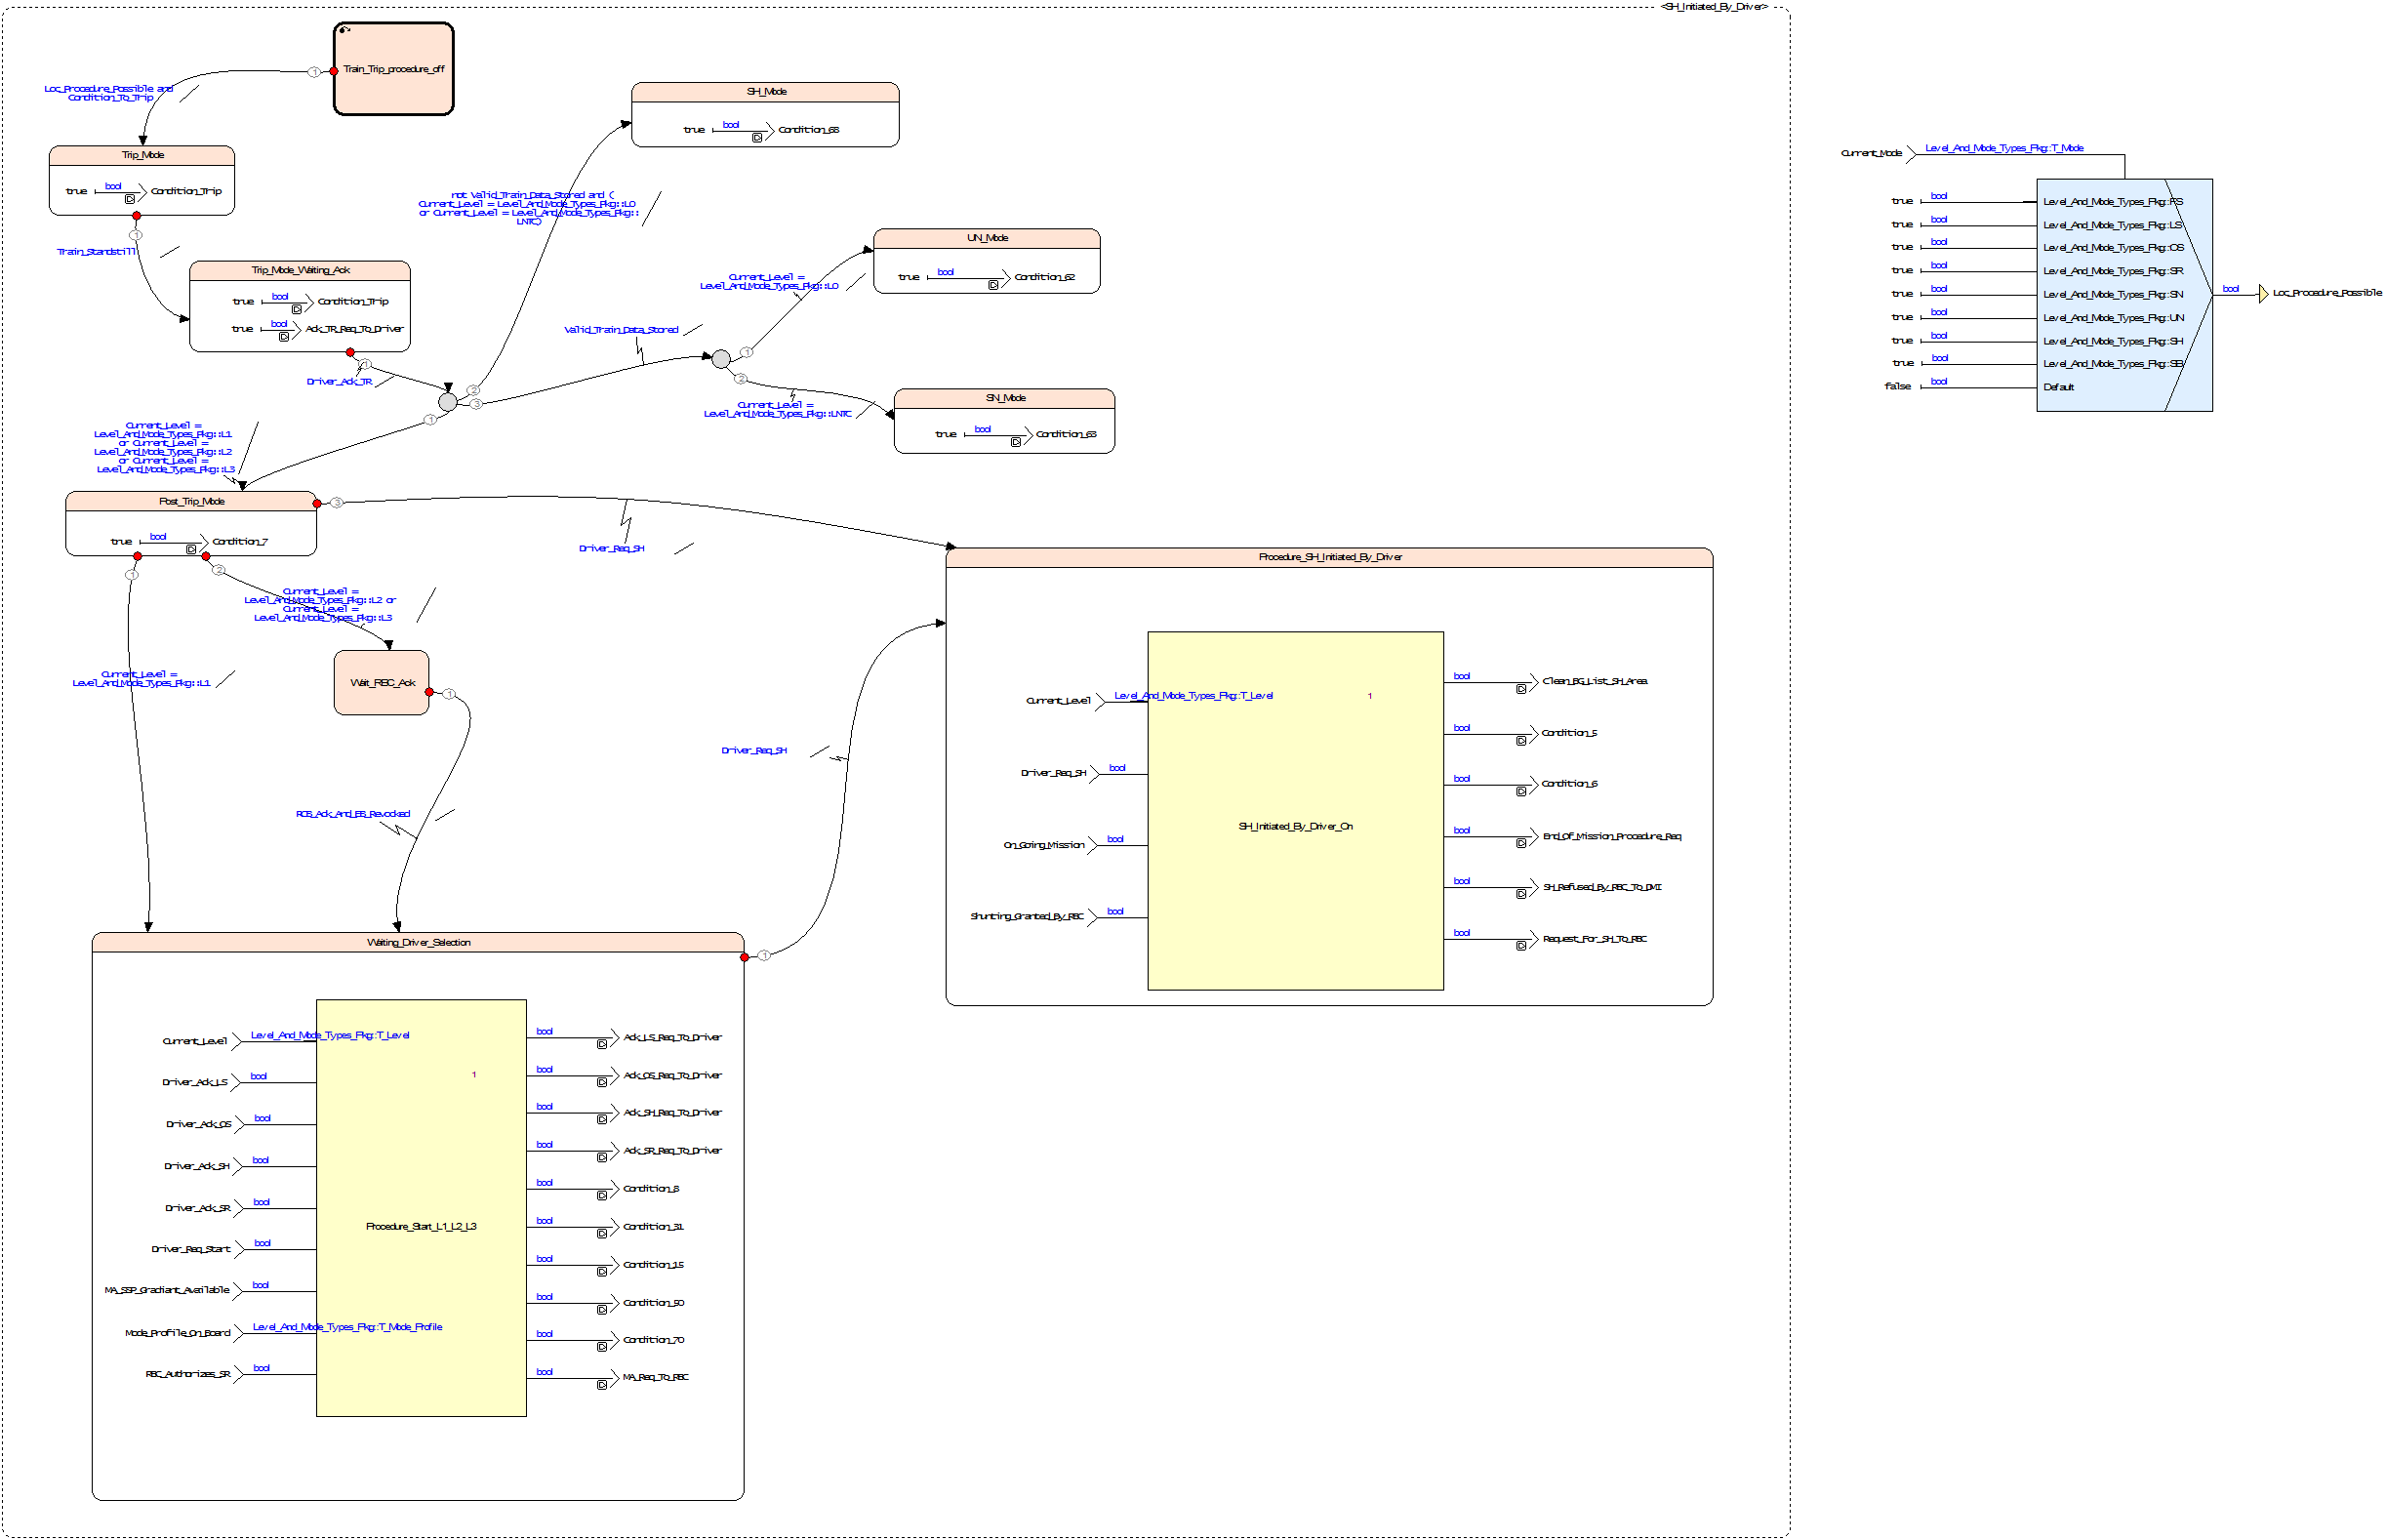 <SH_Initiated_By_Driver>
Train_Trip_procedure_off
1
Loc_Procedure_Possible and
Condition_To_Trip
Trip_Mode
true bool Condition_Trip
1
Train_Standstill
Trip_Mode_Waiting_Ack
true bool Condition_Trip
true bool Ack_TR_Req_To_Driver
1
Driver_Ack_TR
SH_Mode
true bool Condition_68
not Valid_Train_Data_Stored and (
Current_Level = Level_And_Mode_Types_Pkg::L0
or Current_Level = Level_And_Mode_Types_Pkg::
LNTC)
2
3
1
Valid_Train_Data_Stored
UN_Mode
true bool Condition_62
Current_Level =
Level_And_Mode_Types_Pkg::L0
1
2
Current_Level =
Level_And_Mode_Types_Pkg::LNTC
SN_Mode
true bool Condition_63
Current_Level =
Level_And_Mode_Types_Pkg::L1
or Current_Level =
Level_And_Mode_Types_Pkg::L2
or Current_Level =
Level_And_Mode_Types_Pkg::L3
Post_Trip_Mode
true bool Condition_7
3
Driver_Req_SH
1
2
Current_Level =
Level_And_Mode_Types_Pkg::L2 or
Current_Level =
Level_And_Mode_Types_Pkg::L3
Current_Level =
Level_And_Mode_Types_Pkg::L1
Wait_RBC_Ack
1
ROS_Ack_And_EB_Revocked
Driver_Req_SH
1
Procedure_SH_Initiated_By_Driver
Current_Level Level_And_Mode_Types_Pkg::T_Level
Driver_Req_SH bool
On_Going_Mission bool
Shunting_Granted_By_RBC bool
1
SH_Initiated_By_Driver_On
bool Clean_BG_List_SH_Area
bool Condition_5
bool Condition_6
bool End_Of_Mission_Procedure_Req
bool SH_Refused_By_RBC_To_DMI
bool Request_For_SH_To_RBC
Waiting_Driver_Selection
Current_Level Level_And_Mode_Types_Pkg::T_Level
Driver_Ack_LS bool
Driver_Ack_OS bool
Driver_Ack_SH bool
Driver_Ack_SR bool
Driver_Req_Start bool
MA_SSP_Gradiant_Available bool
Mode_Profile_On_Board Level_And_Mode_Types_Pkg::T_Mode_Profile
RBC_Authorizes_SR bool
1
Procedure_Start_L1_L2_L3
bool Ack_LS_Req_To_Driver
bool Ack_OS_Req_To_Driver
bool Ack_SH_Req_To_Driver
bool Ack_SR_Req_To_Driver
bool Condition_8
bool Condition_31
bool Condition_15
bool Condition_50
bool Condition_70
bool MA_Req_To_RBC
Current_Mode Level_And_Mode_Types_Pkg::T_Mode
true bool Level_And_Mode_Types_Pkg::FS
true bool Level_And_Mode_Types_Pkg::LS
true bool Level_And_Mode_Types_Pkg::OS
true bool Level_And_Mode_Types_Pkg::SR
true bool Level_And_Mode_Types_Pkg::SN
true bool Level_And_Mode_Types_Pkg::UN
true bool Level_And_Mode_Types_Pkg::SH
true bool Level_And_Mode_Types_Pkg::SB
false bool Default
bool Loc_Procedure_Possible